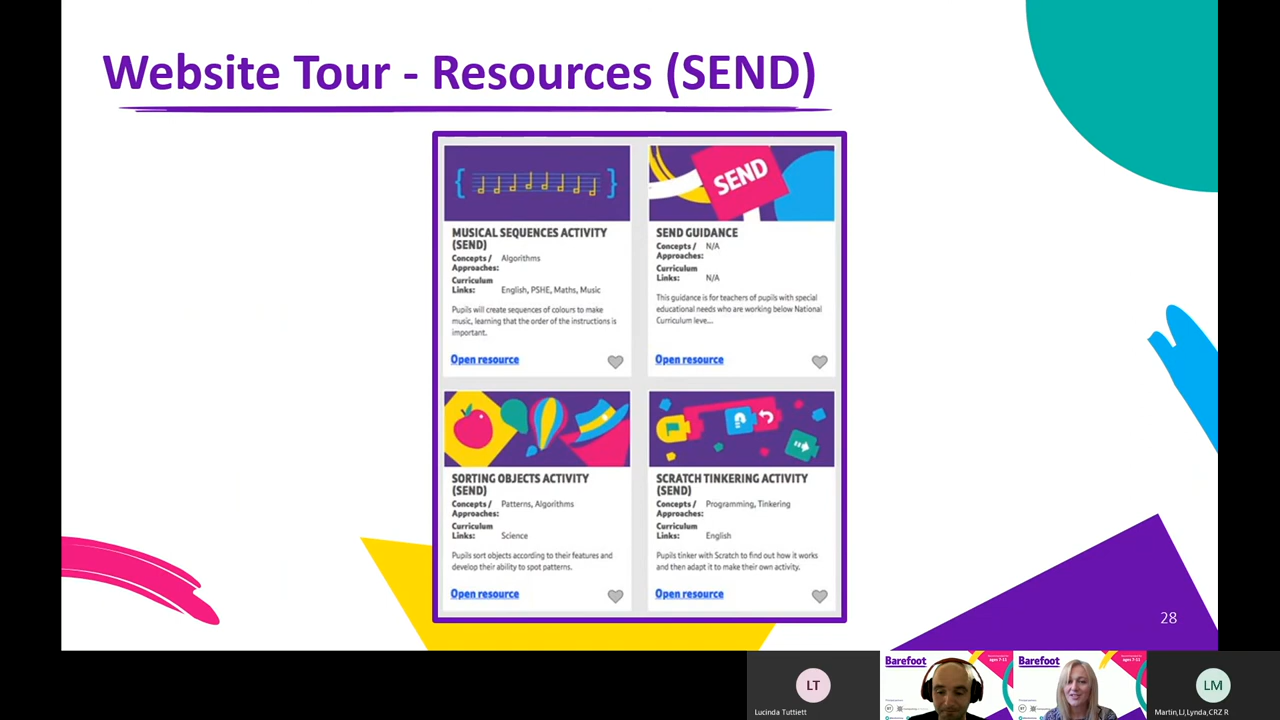 Website Tour - Resources (SEND)
MUSICAL SEQUENCES ACTIVITY
(SEND)
Concepts /
Approaches: Algorithms
Curriculum
Links: English, PSHE, Maths, Music
Pupils will create sequences of colours to make
music, learning that the order of the instructions is
important.
Open resource
SEND
SEND GUIDANCE
Concepts /
Approaches: N/A
Curriculum
Links: N/A
This guidance is for teachers of pupils with special
educational needs who are working below National
Curriculum leve...
Open resource
SORTING OBJECTS ACTIVITY
(SEND)
Concepts /
Approaches: Patterns, Algorithms
Curriculum
Links: Science
Pupils sort objects according to their features and
develop their ability to spot patterns.
Open resource
SCRATCH TINKERING ACTIVITY
(SEND)
Concepts /
Approaches: Programming, Tinkering
Curriculum
Links: English
Pupils tinker with Scratch to find out how it works
and then adapt it to make their own activity.
Open resource
28
LT
Lucinda Tuttiett
Barefoot
ages 7-11
Barefoot
ages 7-11
LM
Martin,LJ,Lynda,CRZ R